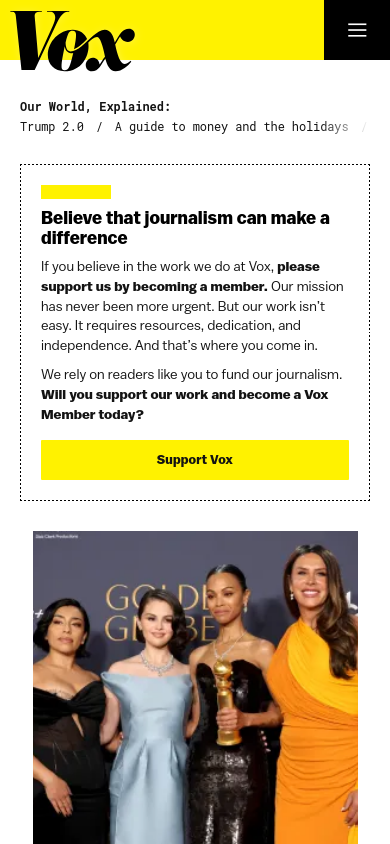 Vox
Our World, Explained:
Trump 2.0 / A guide to money and the holidays /
Believe that journalism can make a
difference
If you believe in the work we do at Vox, please
support us by becoming a member. Our mission
has never been more urgent. But our work isn't
easy. It requires resources, dedication, and
independence. And that's where you come in.
We rely on readers like you to fund our journalism.
Will you support our work and become a Vox
Member today?
Support Vox
GOLDE
GL BE